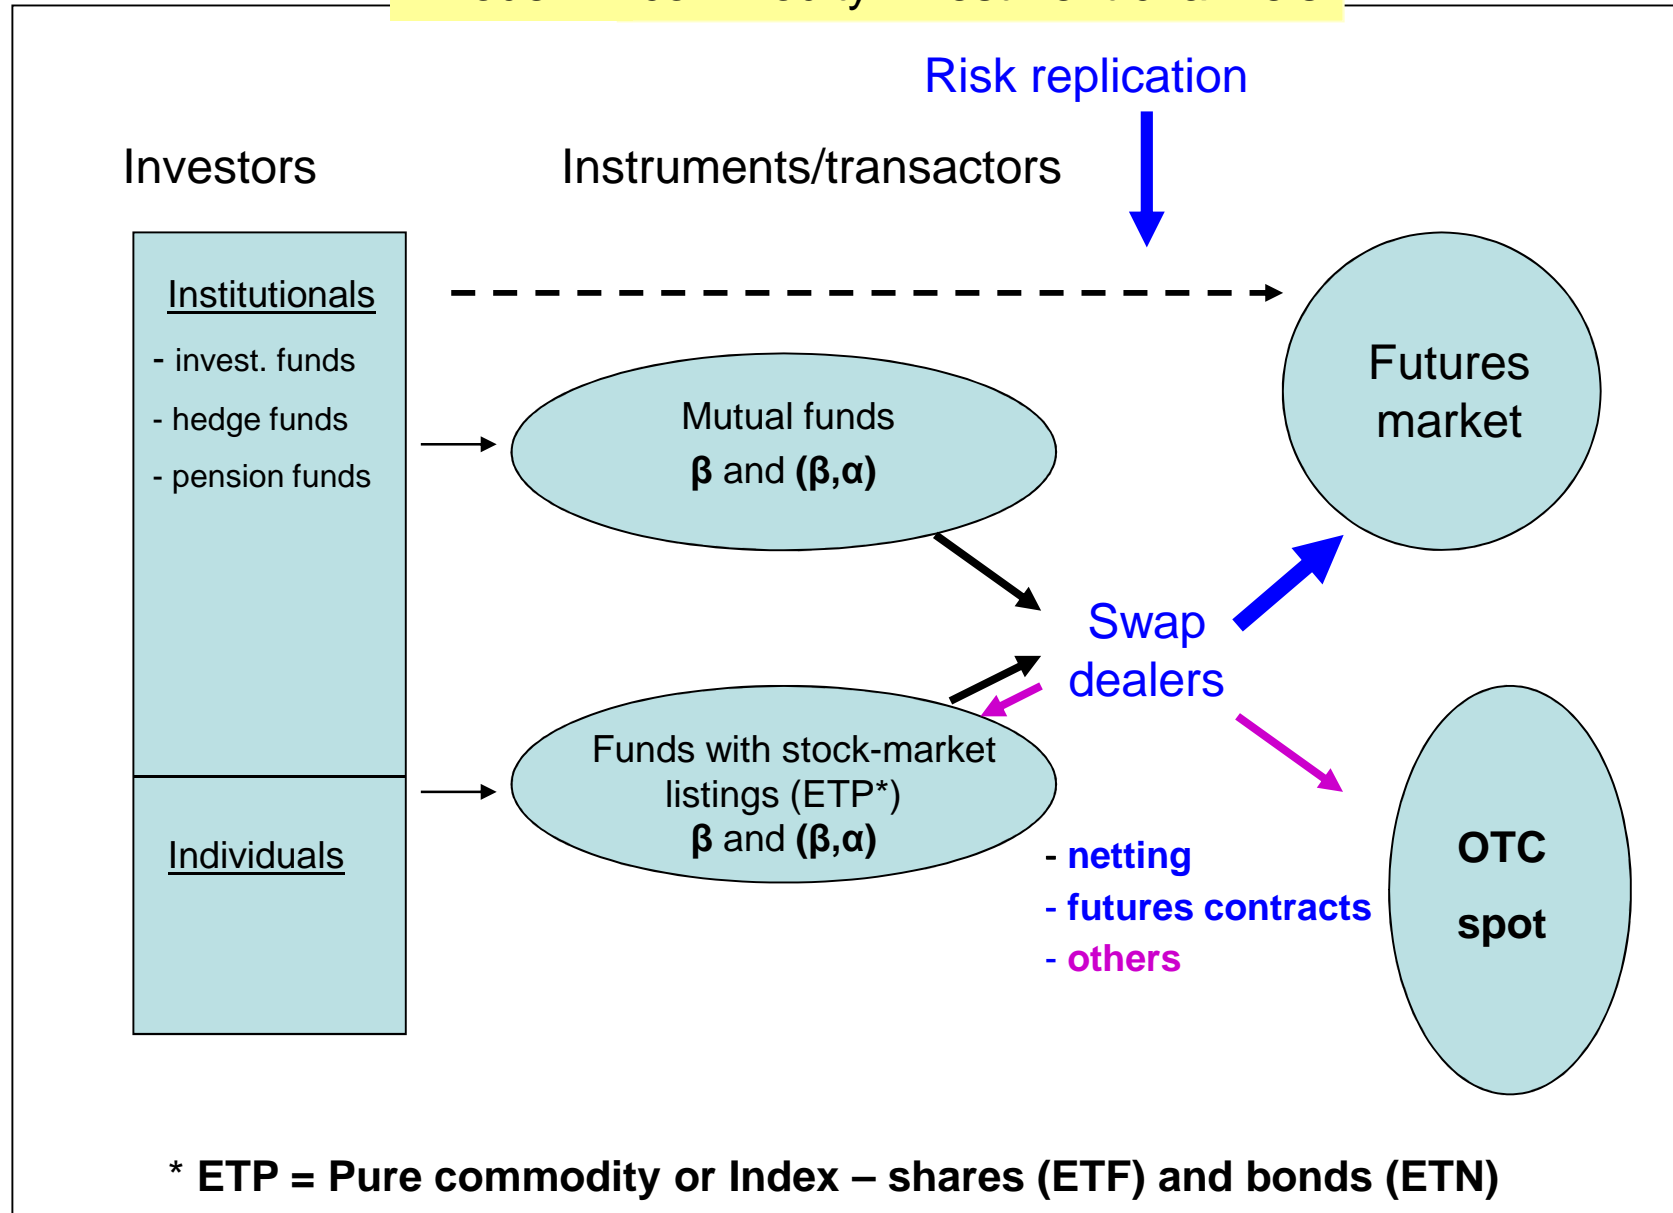 Risk replication
Investors
Instruments/transactors
Institutionals
- invest. funds
- hedge funds
- pension funds
Mutual funds
β and (β,α)
Futures
market
Swap
dealers
Funds with stock-market
listings (ETP*)
β and (β,α)
Individuals
- netting
- futures contracts
- others
OTC
spot
* ETP = Pure commodity or Index – shares (ETF) and bonds (ETN)